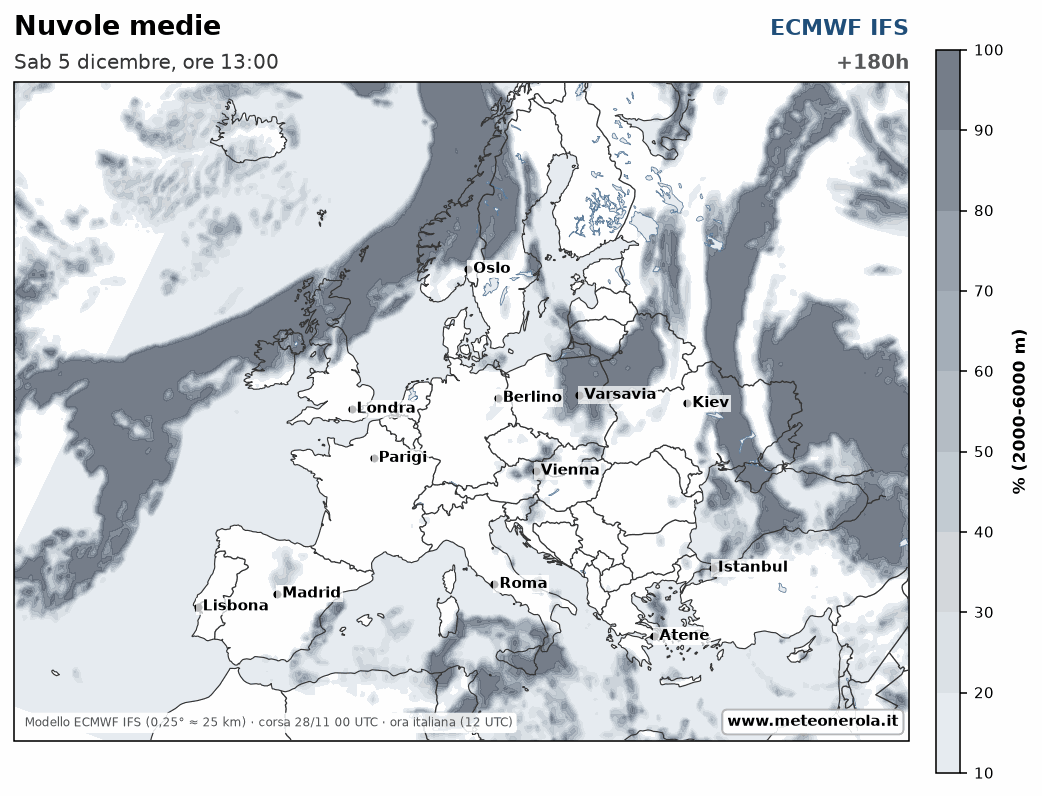 Nuvole medie
ECMWF IFS
Sab 5 dicembre, ore 13:00
+180h
100
90
80
70
60
50
40
30
20
10
% (2000-6000 m)
Oslo
Londra
Berlino
Varsavia
Kiev
Parigi
Vienna
Istanbul
Roma
Madrid
Lisbona
Atene
Modello ECMWF IFS (0,25° ≈ 25 km) · corsa 28/11 00 UTC · ora italiana (12 UTC)
www.meteonerola.it